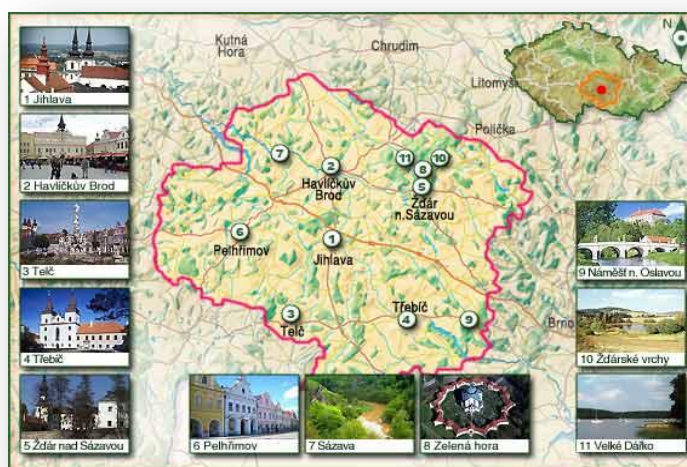 Kutná
Hora
Chrudim
N
Litomyšl
Polička
1 Jihlava
7
11
10
2
8
Havlíčkův
Brod
5
Žďár
n.Sázavou
2 Havlíčkův Brod
6
Pelhřimov
1
Jihlava
3 Telč
9 Náměšť n. Oslavou
3
Telč
Třebíč
4
9
Brno
4 Třebíč
10 Žďárské vrchy
5 Žďár nad Sázavou
6 Pelhřimov
7 Sázava
8 Zelená hora
11 Velké Dářko